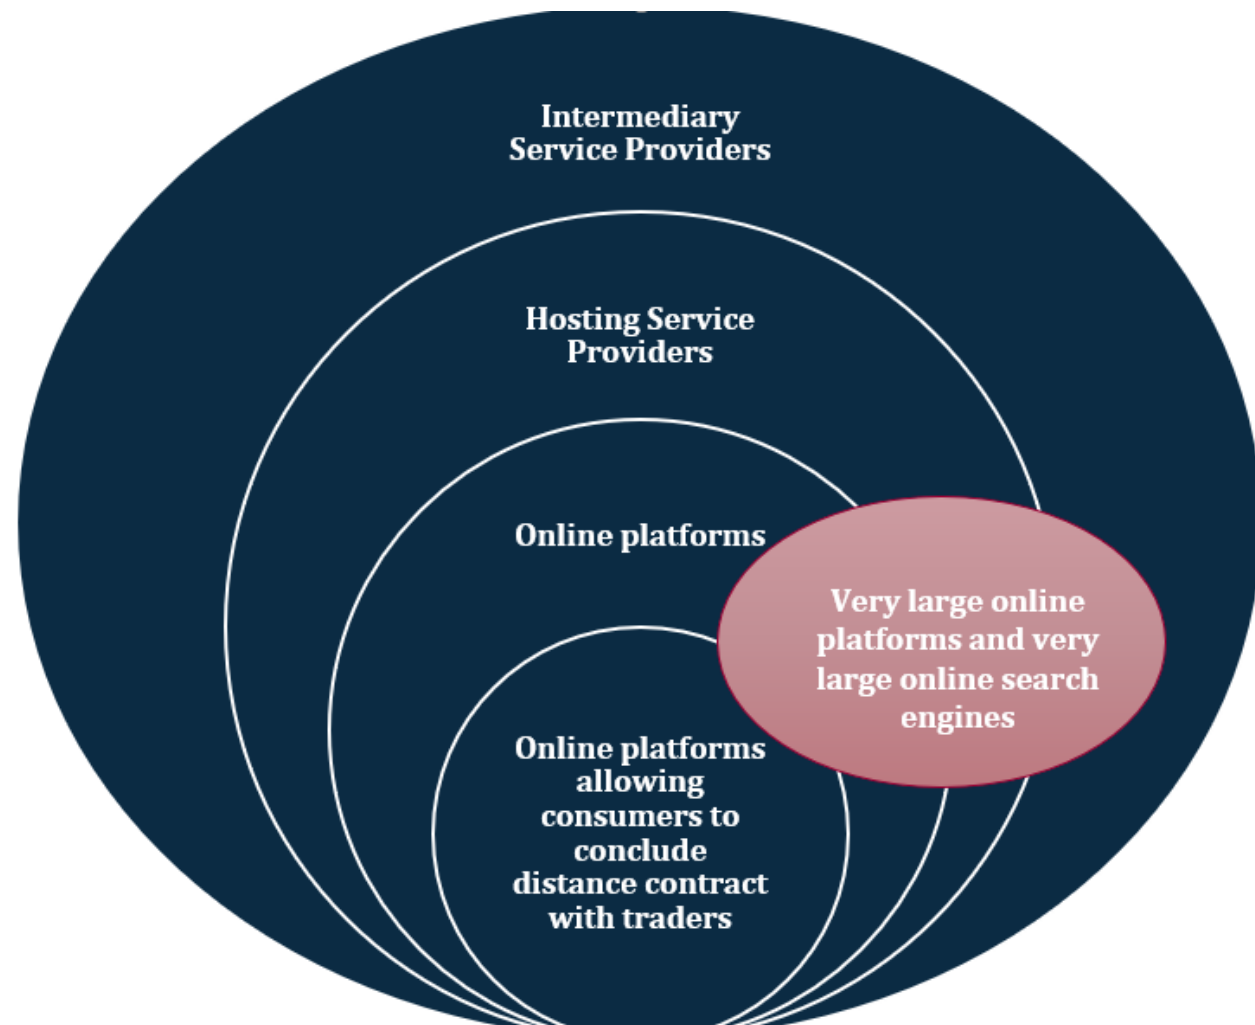 Intermediary
Service Providers
Hosting Service
Providers
Online platforms
Very large online
platforms and very
large online search
engines
Online platforms
allowing
consumers to
conclude
distance contract
with traders